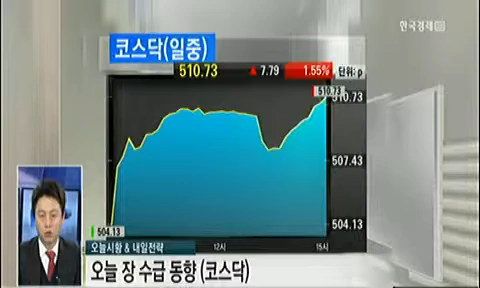 한국경제TV
코스닥(일중)
510.73 ▲ 7.79 1.55% 단위:p
510.73
510.73
507.43
504.13
504.13
오늘시황 & 내일전략 12시 15시
오늘 장 수급 동향 (코스닥)